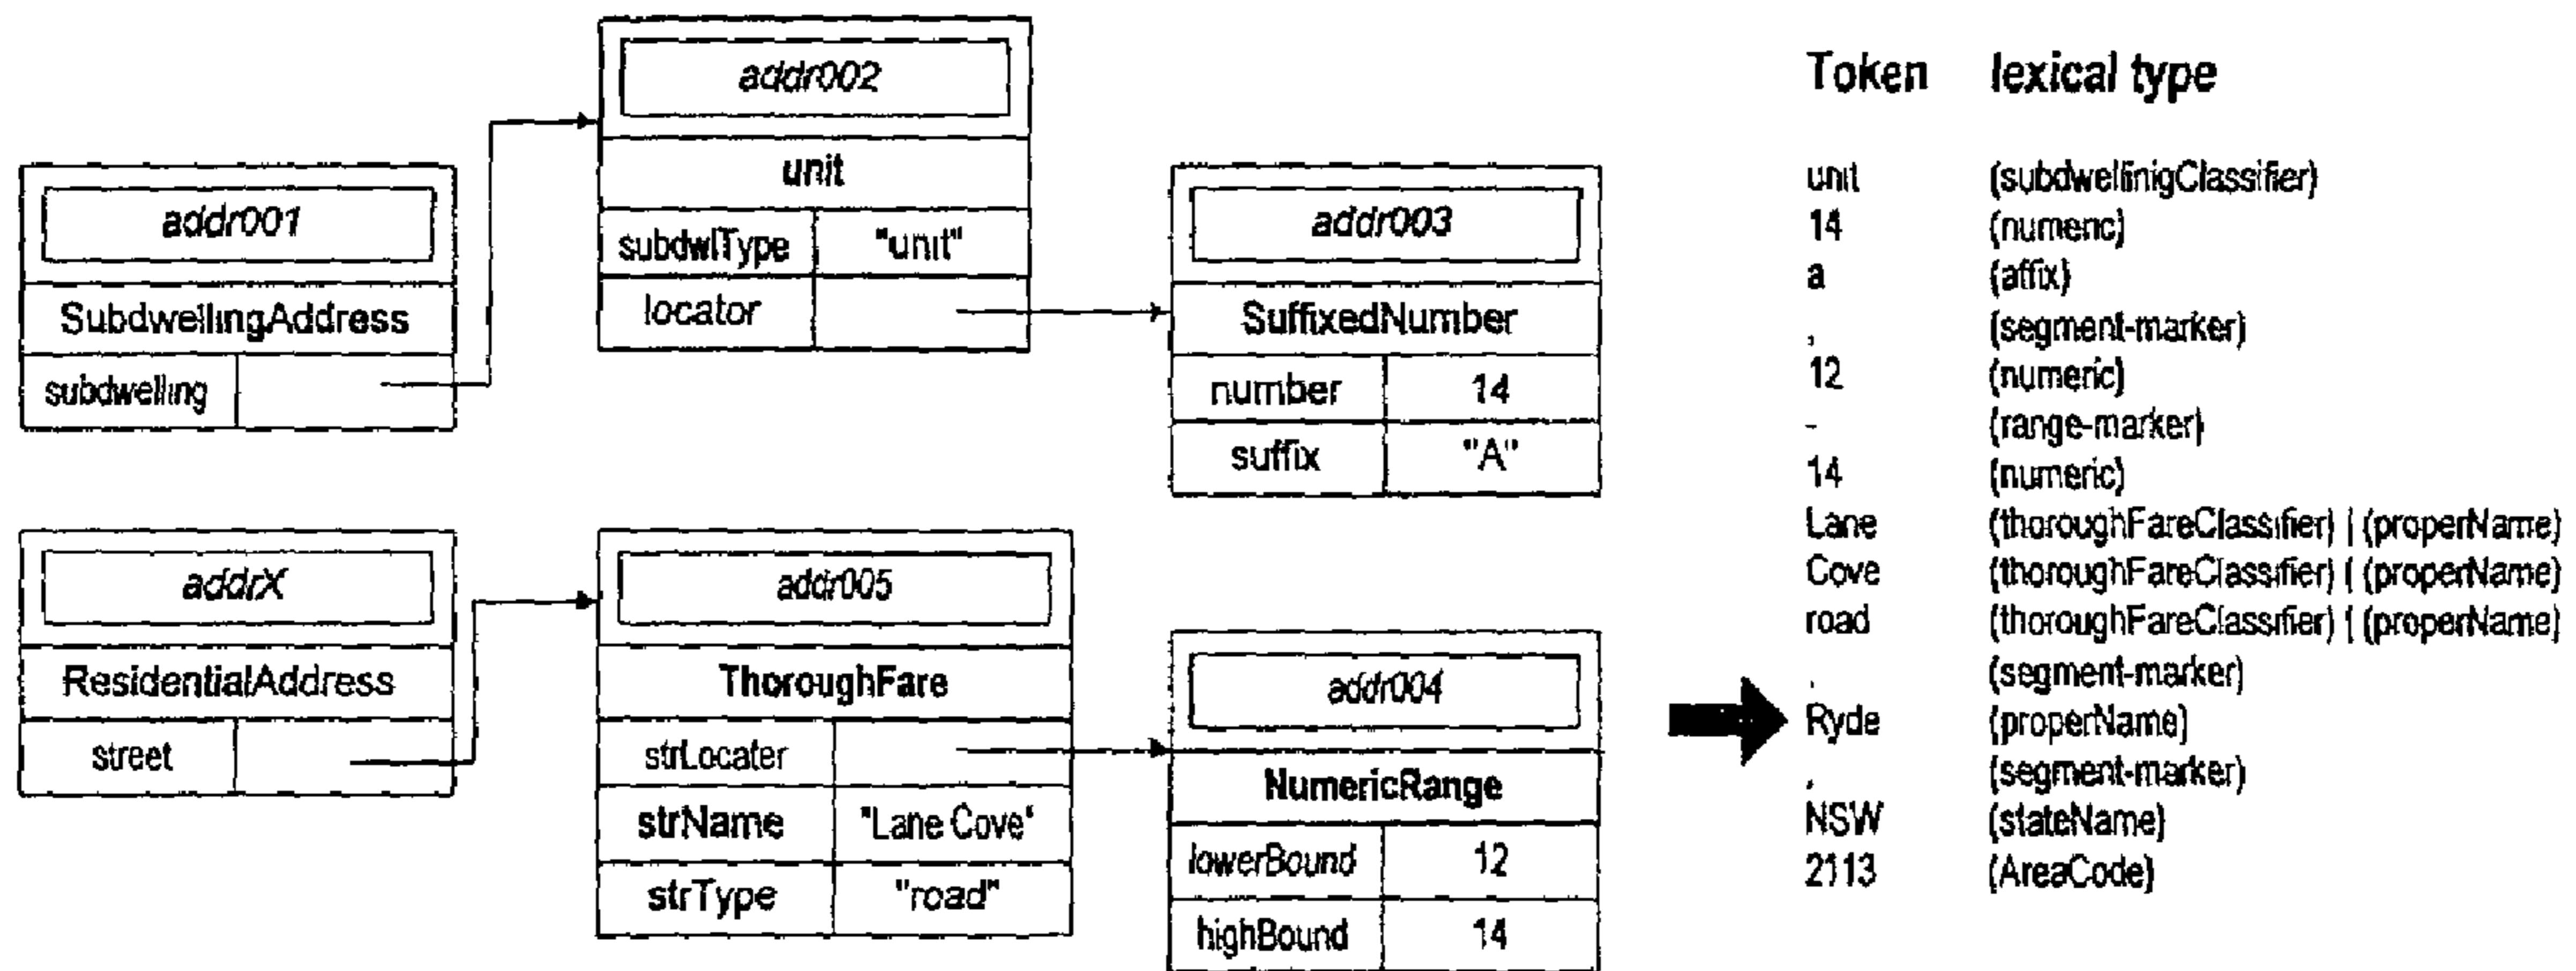 addr001
SubdwellingAddress
subdwelling
addr002
unit
subdwlType "unit"
locator
addr003
SuffixedNumber
number 14
suffix "A"
addrX
ResidentialAddress
street
addr005
ThoroughFare
strLocater
strName "Lane Cove"
strType "road"
addr004
NumericRange
lowerBound 12
highBound 14
Token lexical type
unit (subdwellinigClassifier)
14 (numeric)
a (affix)
, (segment-marker)
12 (numeric)
- (range-marker)
14 (numeric)
Lane (thoroughFareClassifier) | (properName)
Cove (thoroughFareClassifier) | (properName)
road (thoroughFareClassifier) | (properName)
, (segment-marker)
Ryde (properName)
, (segment-marker)
NSW (stateName)
2113 (AreaCode)